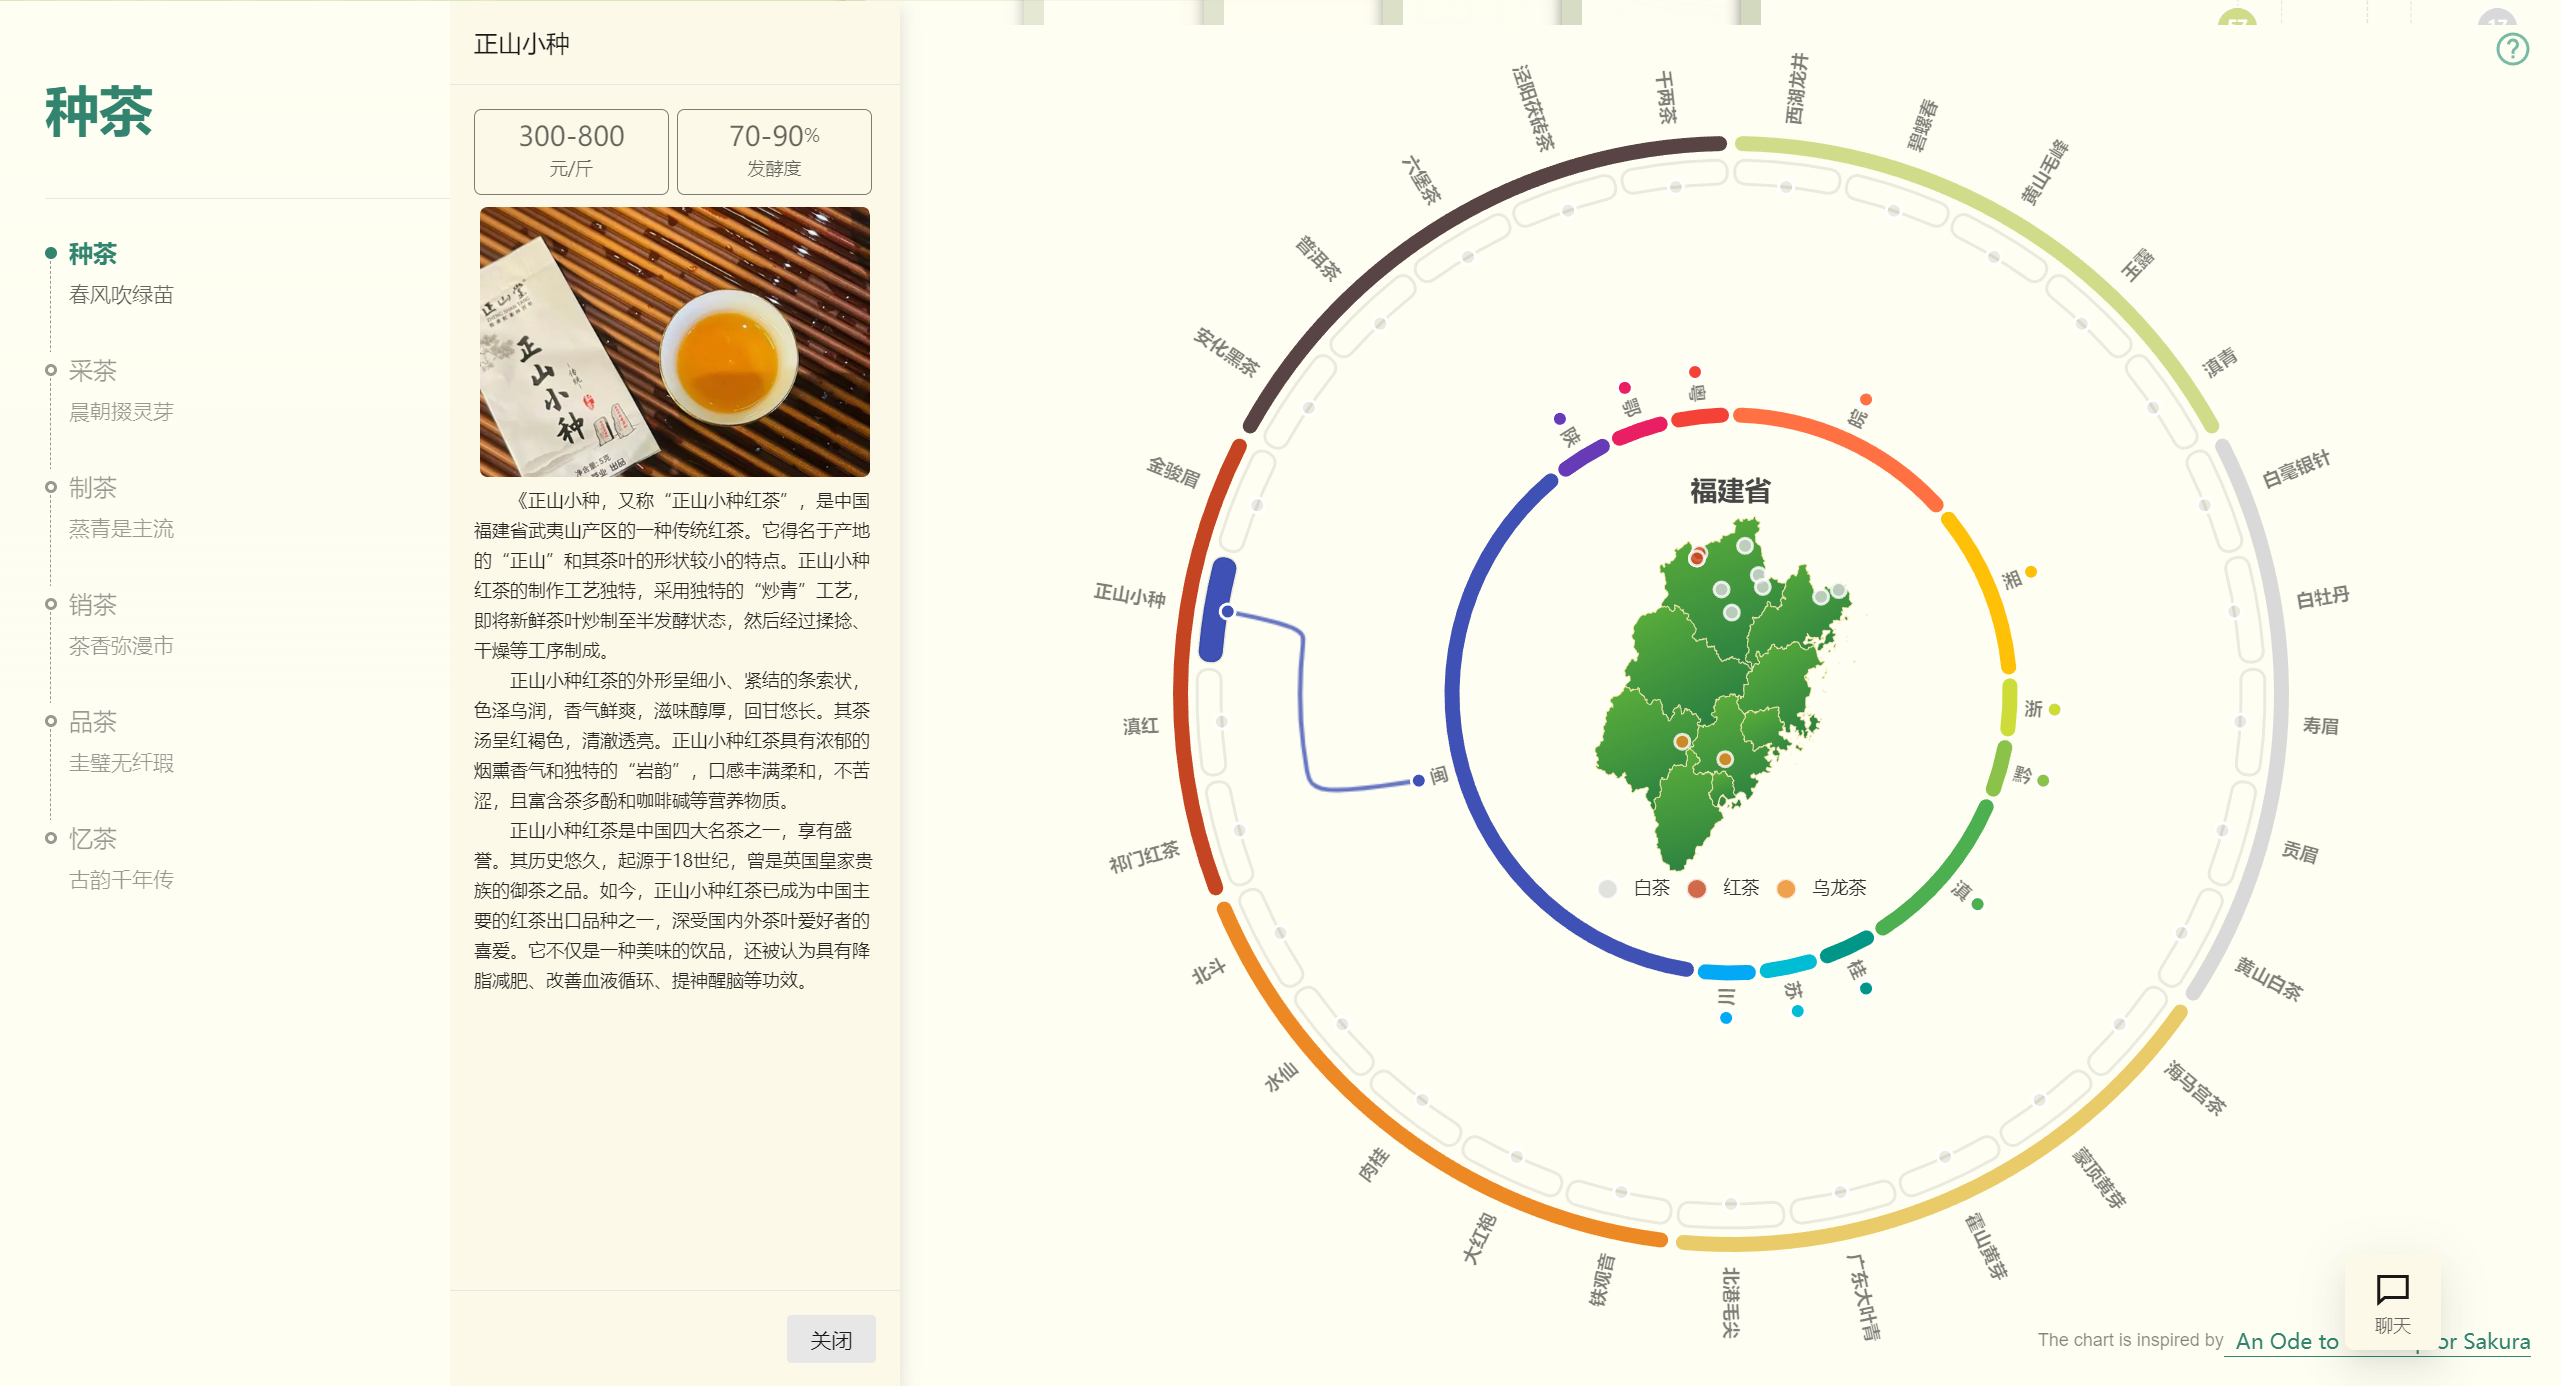 种茶
种茶
春风吹绿苗
采茶
晨朝掇灵芽
制茶
蒸青是主流
销茶
茶香弥漫市
品茶
圭璧无纤瑕
忆茶
古韵千年传
正山小种
300-800
元/斤
70-90%
发酵度
正山堂
正山小种
传统
净含量:5克
出品
《正山小种，又称“正山小种红茶”，是中国
福建省武夷山产区的一种传统红茶。它得名于产地
的“正山”和其茶叶的形状较小的特点。正山小种
红茶的制作工艺独特，采用独特的“炒青”工艺，
即将新鲜茶叶炒制至半发酵状态，然后经过揉捻、
干燥等工序制成。
正山小种红茶的外形呈细小、紧结的条索状，
色泽乌润，香气鲜爽，滋味醇厚，回甘悠长。其茶
汤呈红褐色，清澈透亮。正山小种红茶具有浓郁的
烟熏香气和独特的“岩韵”，口感丰满柔和，不苦
涩，且富含茶多酚和咖啡碱等营养物质。
正山小种红茶是中国四大名茶之一，享有盛
誉。其历史悠久，起源于18世纪，曾是英国皇家贵
族的御茶之品。如今，正山小种红茶已成为中国主
要的红茶出口品种之一，深受国内外茶叶爱好者的
喜爱。它不仅是一种美味的饮品，还被认为具有降
脂减肥、改善血液循环、提神醒脑等功效。
关闭
西湖龙井
碧螺春
黄山毛峰
玉露
滇青
白毫银针
白牡丹
寿眉
贡眉
黄山白茶
海马宫茶
蒙顶黄芽
霍山黄芽
广东大叶青
北港毛尖
铁观音
大红袍
肉桂
水仙
北斗
祁门红茶
滇红
正山小种
金骏眉
安化黑茶
普洱茶
六堡茶
泾阳茯砖茶
千两茶
皖
湘
浙
黔
滇
桂
苏
川
闽
陕
鄂
粤
福建省
白茶
红茶
乌龙茶
聊天
The chart is inspired by An Ode to
or Sakura